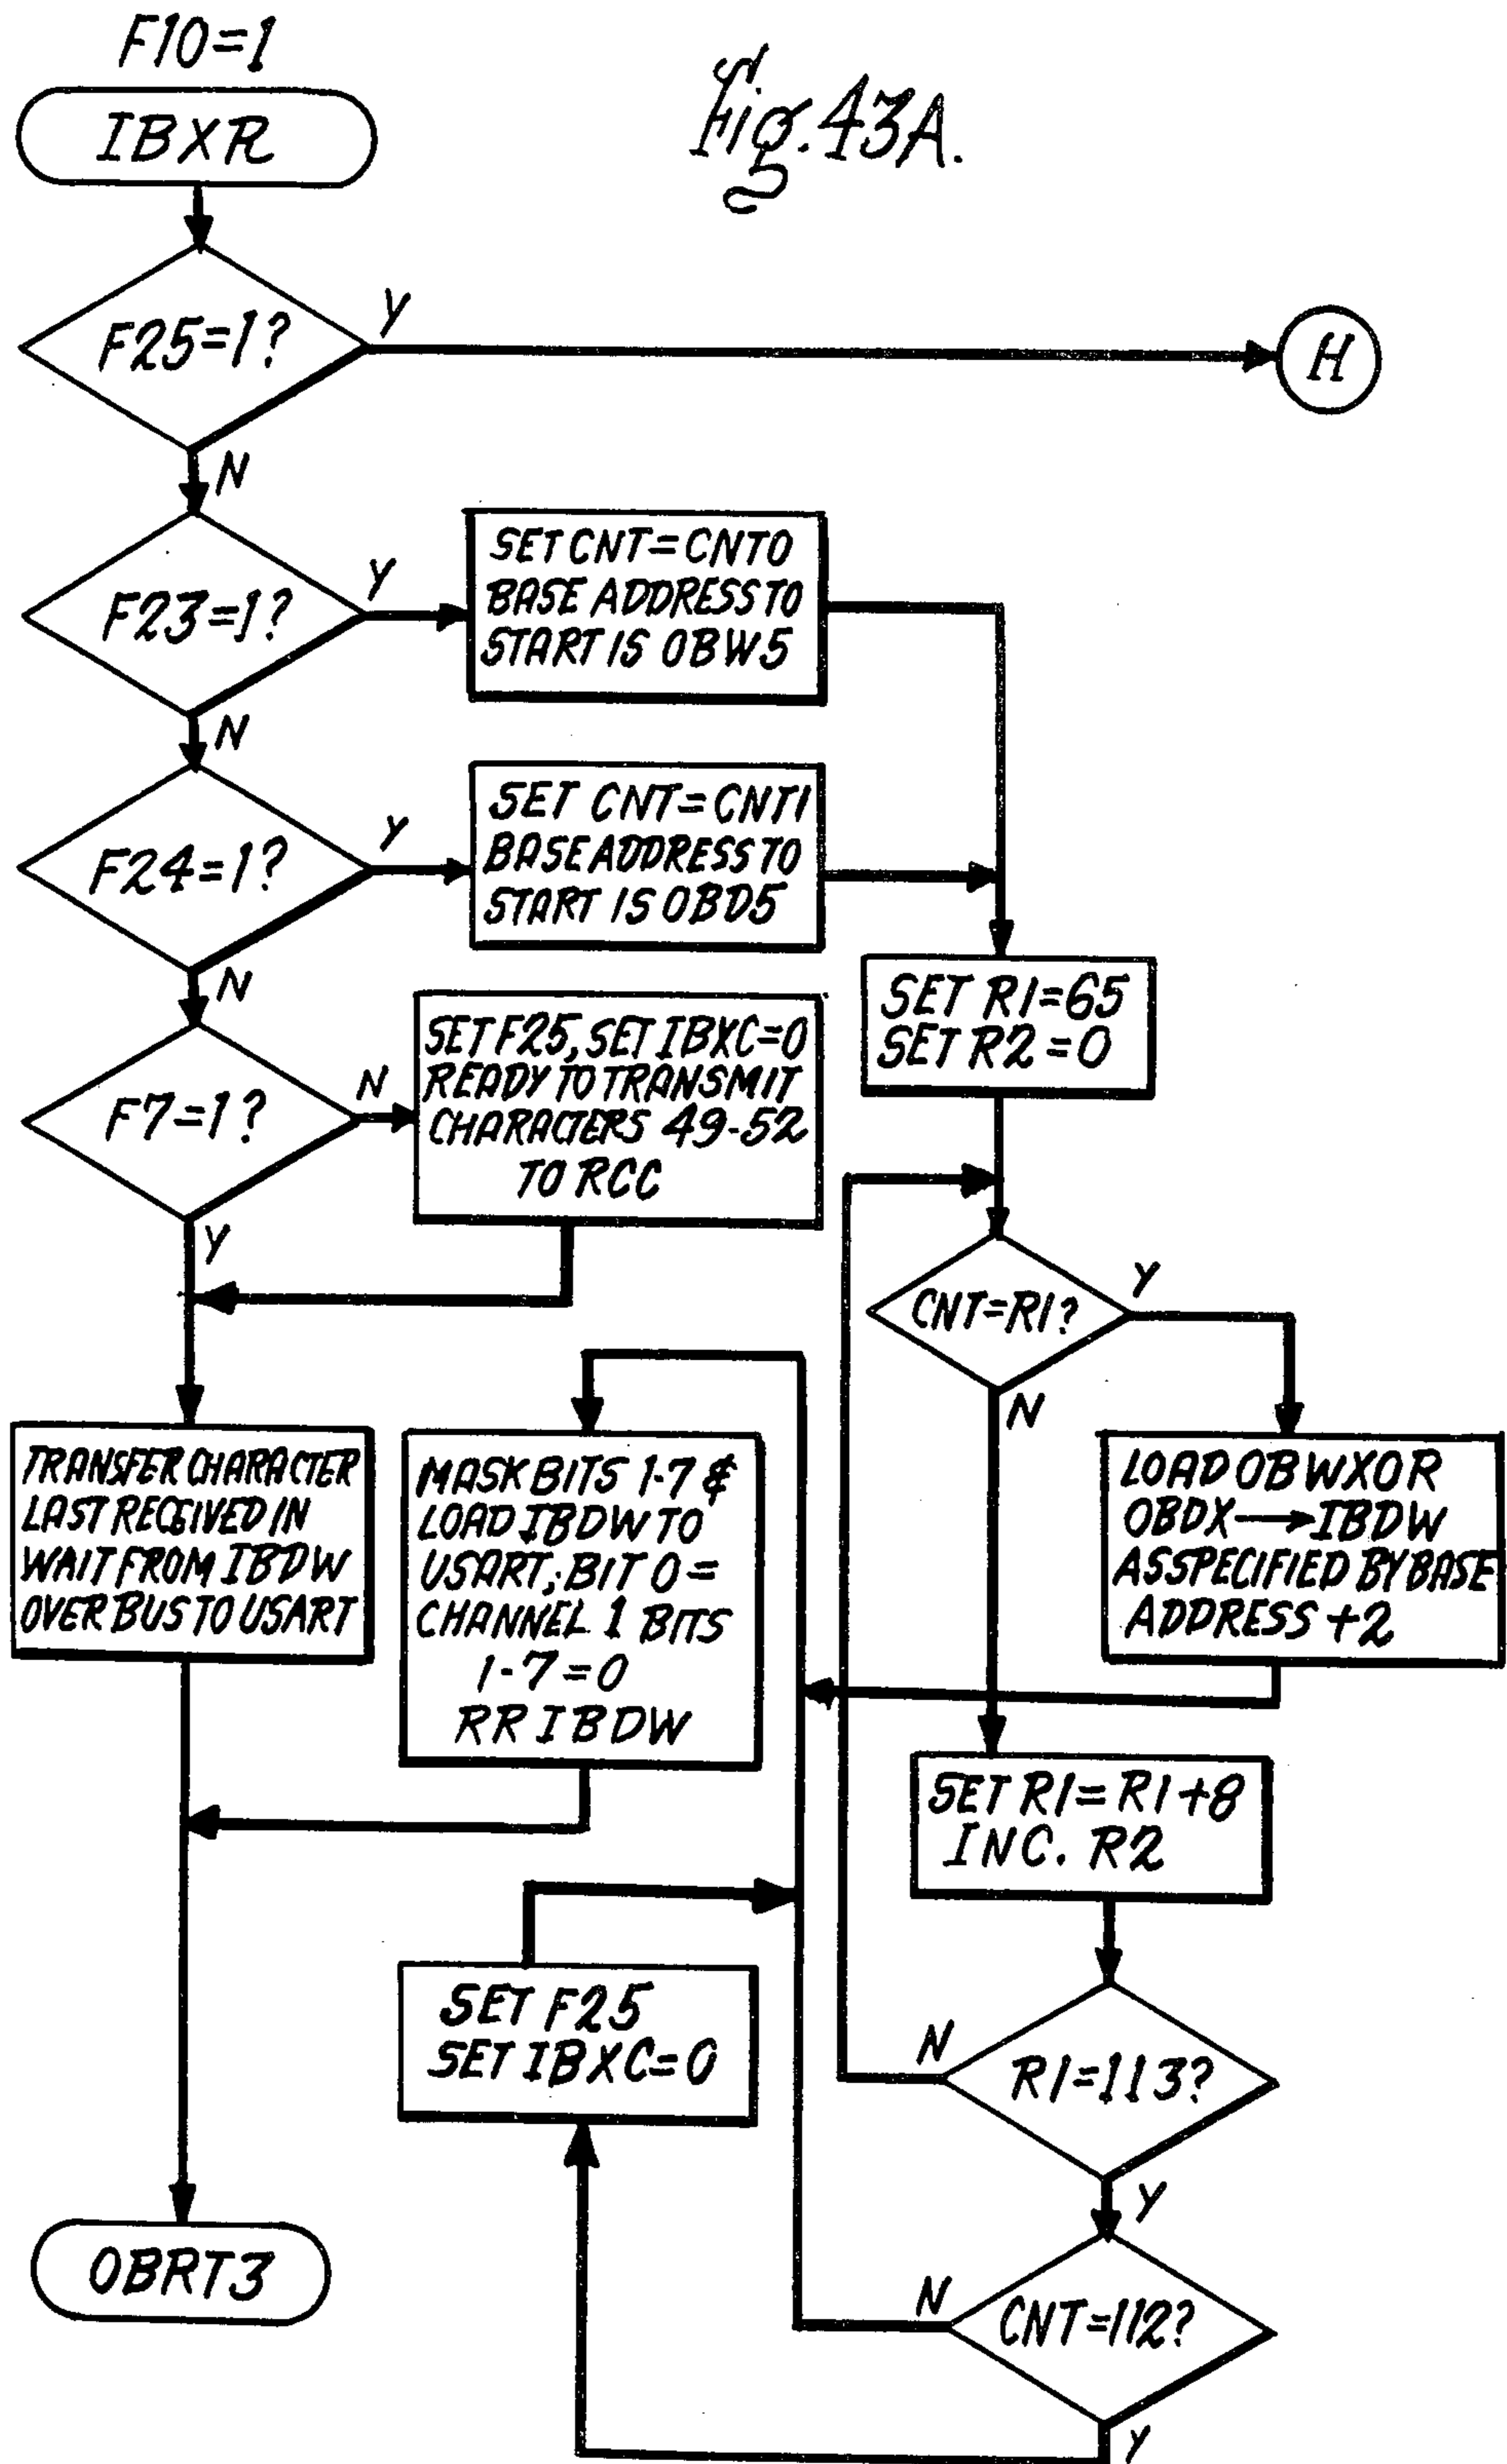 F10=1
IBXR
Fig. 43A.
F25=1?
Y
H
N
F23=1?
Y
SET CNT=CNT0
BASE ADDRESS TO
START IS OBW5
N
F24=1?
Y
SET CNT=CNT1
BASE ADDRESS TO
START IS OBD5
N
SET R1=65
SET R2=0
F7=1?
N
SET F25, SET IBXC=0
READY TO TRANSMIT
CHARACTERS 49-52
TO RCC
Y
CNT=R1?
Y
N
TRANSFER CHARACTER
LAST RECEIVED IN
WAIT FROM IBDW
OVER BUS TO USART
MASK BITS 1-7 &
LOAD IBDW TO
USART; BIT 0=
CHANNEL 1 BITS
1-7=0
RR IBDW
LOAD OBWX OR
OBDX→IBDW
AS SPECIFIED BY BASE
ADDRESS +2
SET R1=R1+8
INC. R2
SET F25
SET IBXC=0
N
R1=113?
Y
OBRT3
N
CNT=112?
Y